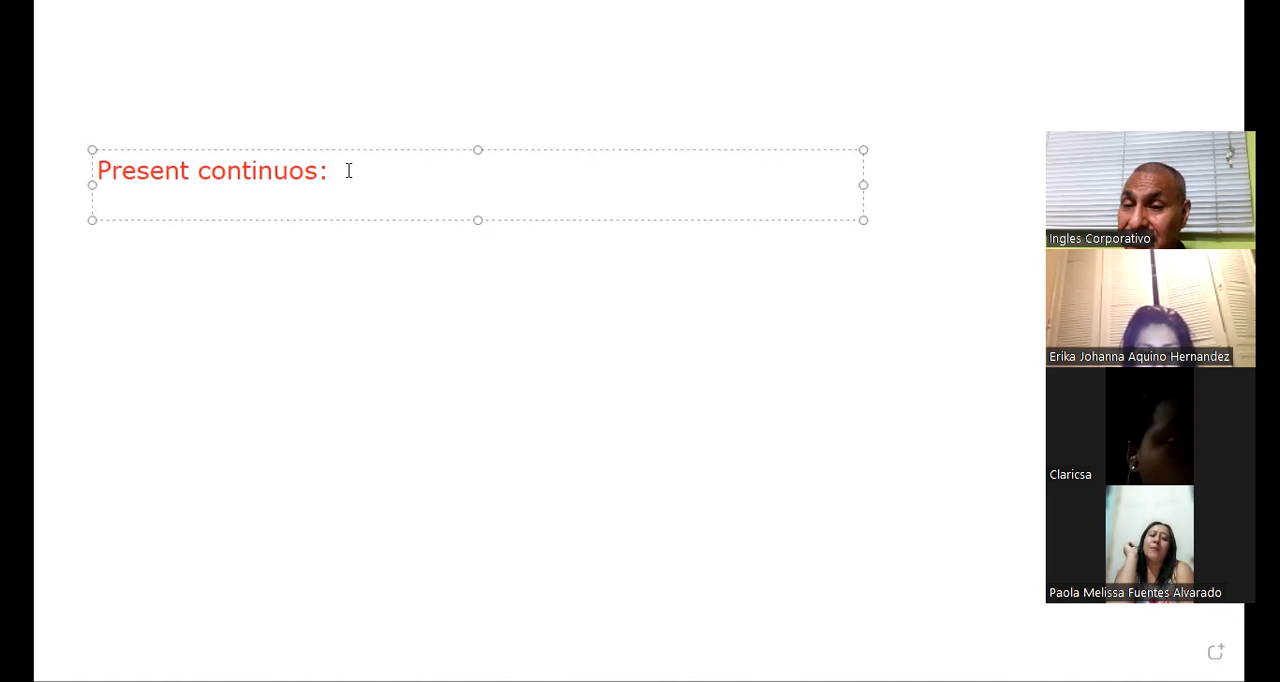 Present continuos:
Ingles Corporativo
Erika Johanna Aquino Hernandez
Claricsa
Paola Melissa Fuentes Alvarado